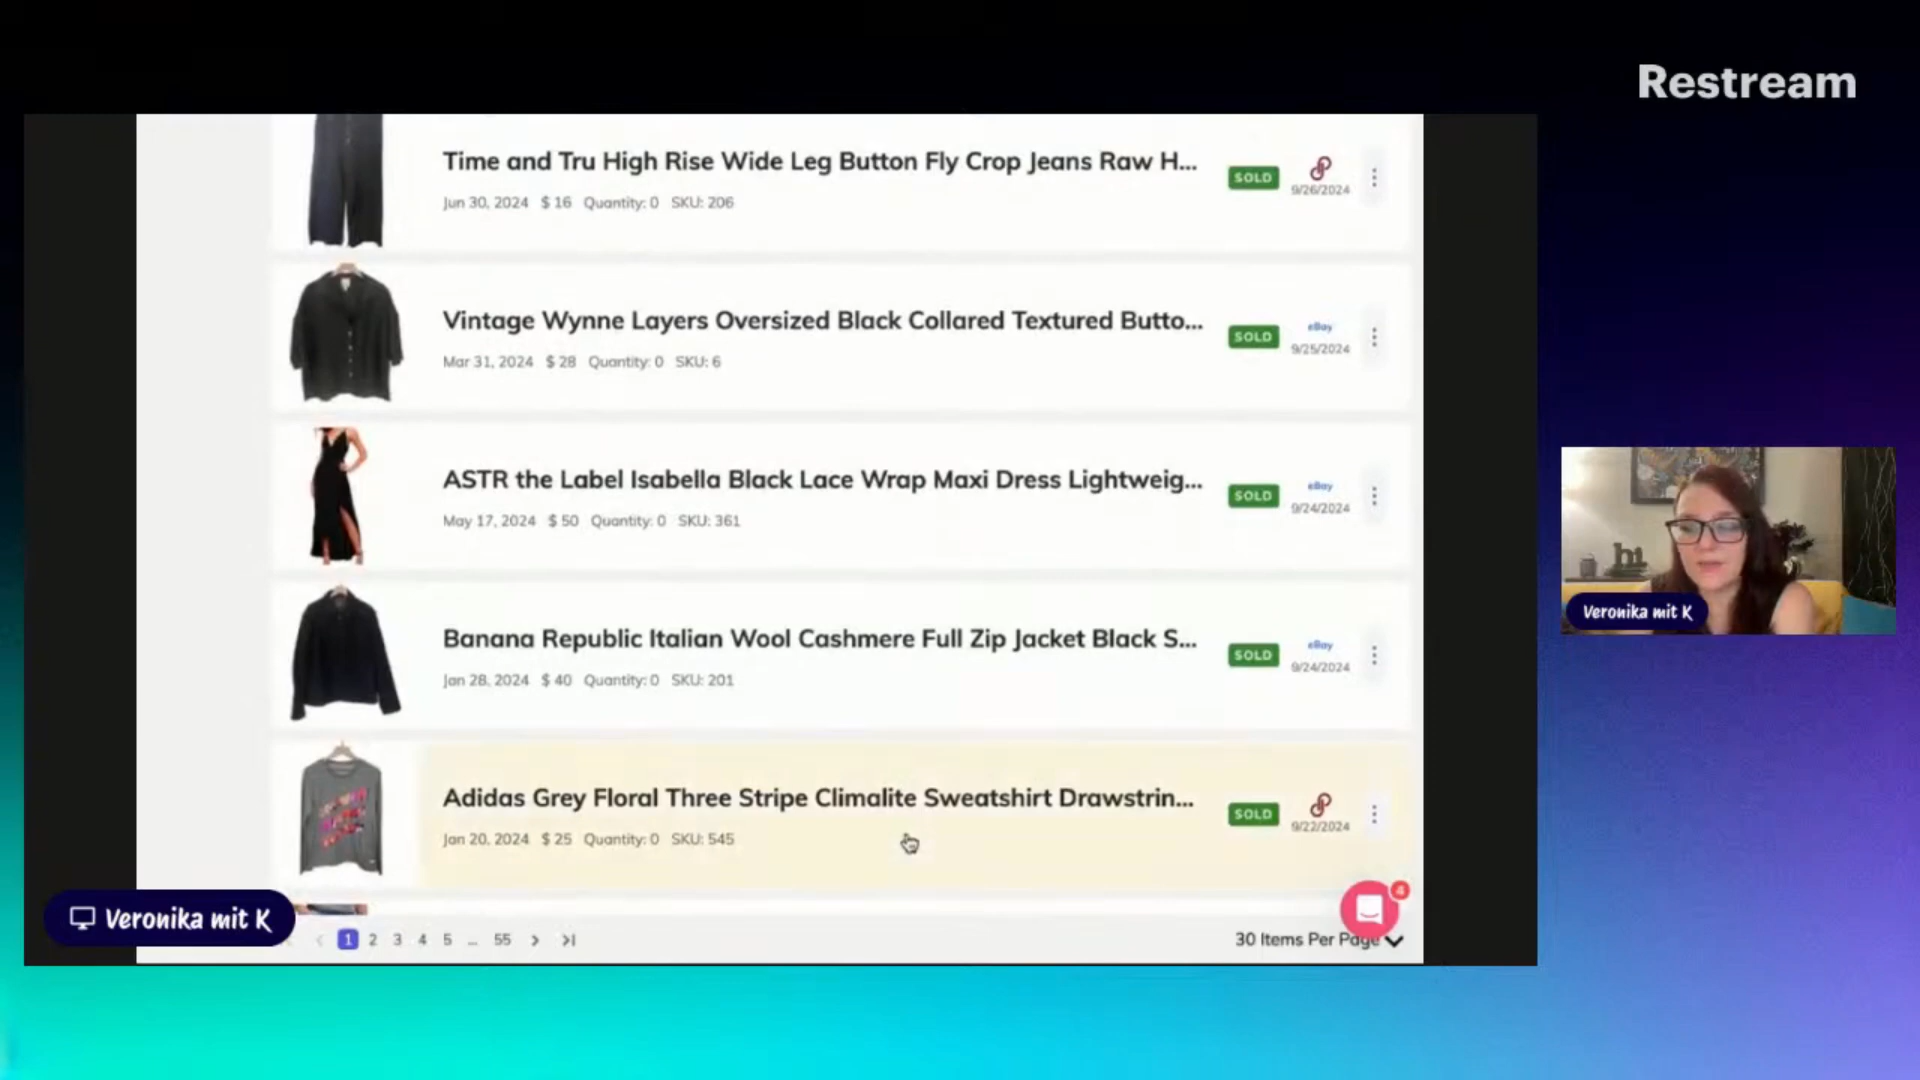 Restream
Time and Tru High Rise Wide Leg Button Fly Crop Jeans Raw H...
Jun 30, 2024 $ 16 Quantity: 0 SKU: 206
SOLD
9/26/2024
Vintage Wynne Layers Oversized Black Collared Textured Butto...
Mar 31, 2024 $ 28 Quantity: 0 SKU: 6
SOLD
eBay
9/25/2024
ASTR the Label Isabella Black Lace Wrap Maxi Dress Lightweig...
May 17, 2024 $ 50 Quantity: 0 SKU: 361
SOLD
eBay
9/24/2024
hi
Veronika mit K
Banana Republic Italian Wool Cashmere Full Zip Jacket Black S...
Jan 28, 2024 $ 40 Quantity: 0 SKU: 201
SOLD
eBay
9/24/2024
Adidas Grey Floral Three Stripe Climalite Sweatshirt Drawstrin...
Jan 20, 2024 $ 25 Quantity: 0 SKU: 545
SOLD
9/22/2024
4
Veronika mit K
1 2 3 4 5 ... 55
30 Items Per Page